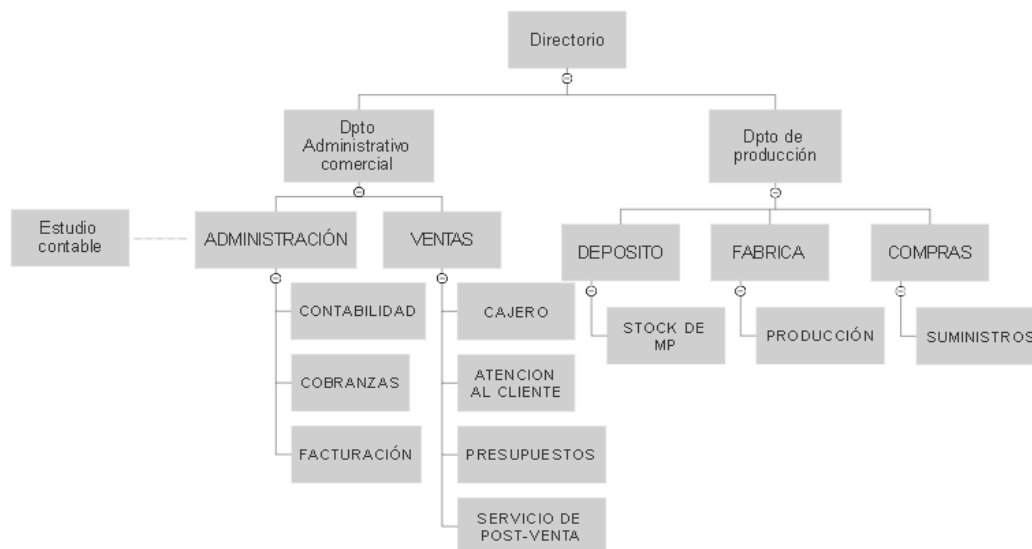 Directorio
Dpto
Administrativo
comercial
Dpto de
producción
Estudio
contable
ADMINISTRACIÓN
VENTAS
DEPOSITO
FABRICA
COMPRAS
CONTABILIDAD
COBRANZAS
FACTURACIÓN
CAJERO
ATENCION
AL CLIENTE
PRESUPUESTOS
SERVICIO DE
POST-VENTA
STOCK DE
MP
PRODUCCIÓN
SUMINISTROS